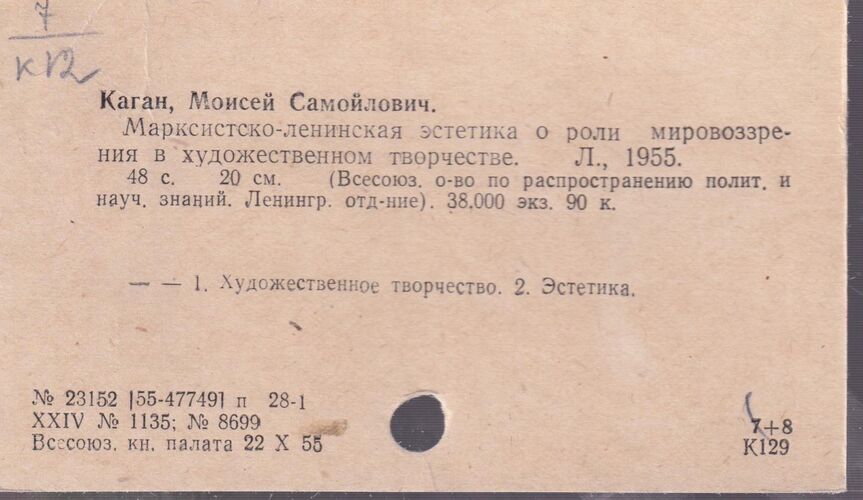 7
К12
Каган, Моисей Самойлович.
Марксистско-ленинская эстетика о роли мировоззре-
ния в художественном творчестве. Л., 1955.
48 с. 20 см. (Всесоюз. о-во по распространению полит. и
науч. знаний. Ленингр. отд-ние). 38.000 экз. 90 к.
— — 1. Художественное творчество. 2. Эстетика.
№ 23152 |55-47749] п 28-1
XXIV № 1135; № 8699
Всесоюз. кн. палата 22 X 55
7+8
К129